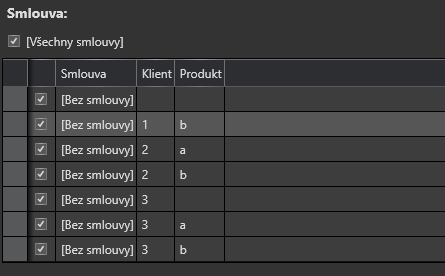 Smlouva:
[Všechny smlouvy]
Smlouva Klient Produkt
[Bez smlouvy]
[Bez smlouvy] 1 b
[Bez smlouvy] 2 a
[Bez smlouvy] 2 b
[Bez smlouvy] 3
[Bez smlouvy] 3 a
[Bez smlouvy] 3 b